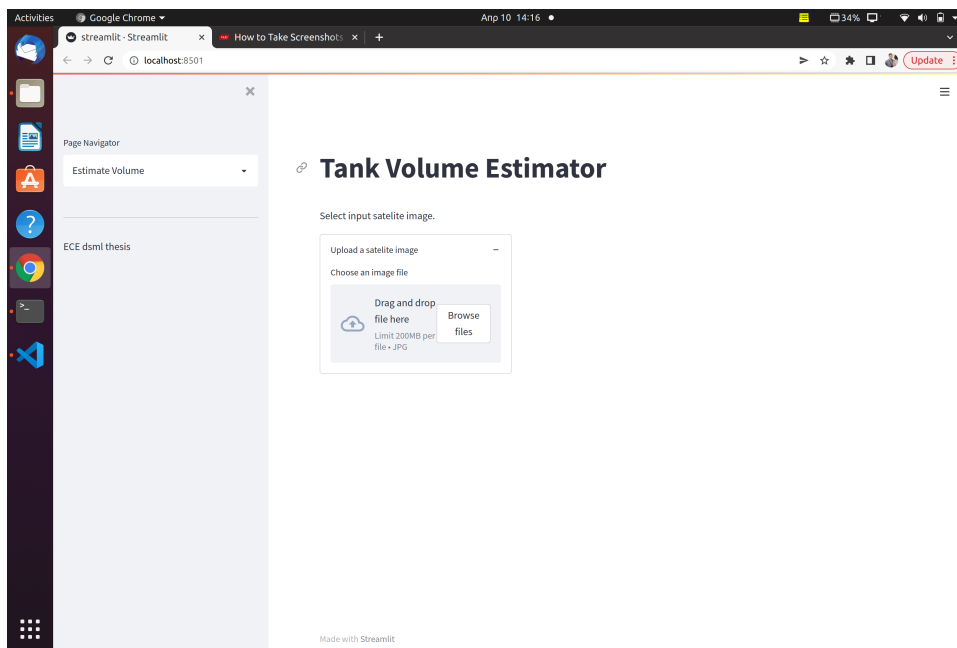 Activities Google Chrome Απρ 10 14:16 34%
streamlit · Streamlit How to Take Screenshots
localhost:8501 Update
Page Navigator
Estimate Volume
ECE dsml thesis
Tank Volume Estimator
Select input satelite image.
Upload a satelite image
Choose an image file
Drag and drop
file here
Limit 200MB per
file • JPG
Browse
files
Made with Streamlit